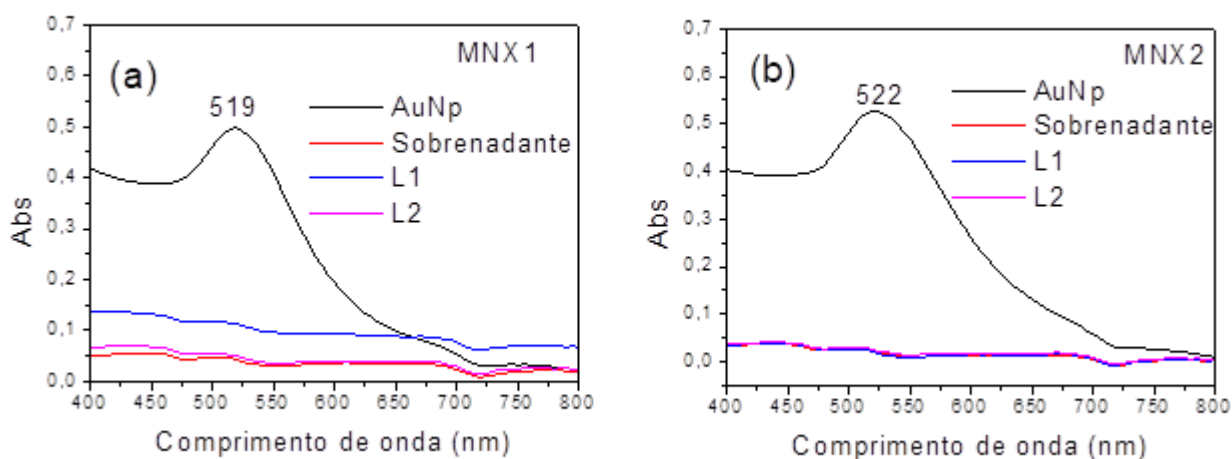 0,7
0,6
0,5
0,4
0,3
0,2
0,1
0,0
Abs
(a)
MNX1
519
AuNp
Sobrenadante
L1
L2
400 450 500 550 600 650 700 750 800
Comprimento de onda (nm)
0,7
0,6
0,5
0,4
0,3
0,2
0,1
0,0
Abs
(b)
MNX2
522
AuNp
Sobrenadante
L1
L2
400 450 500 550 600 650 700 750 800
Comprimento de onda (nm)